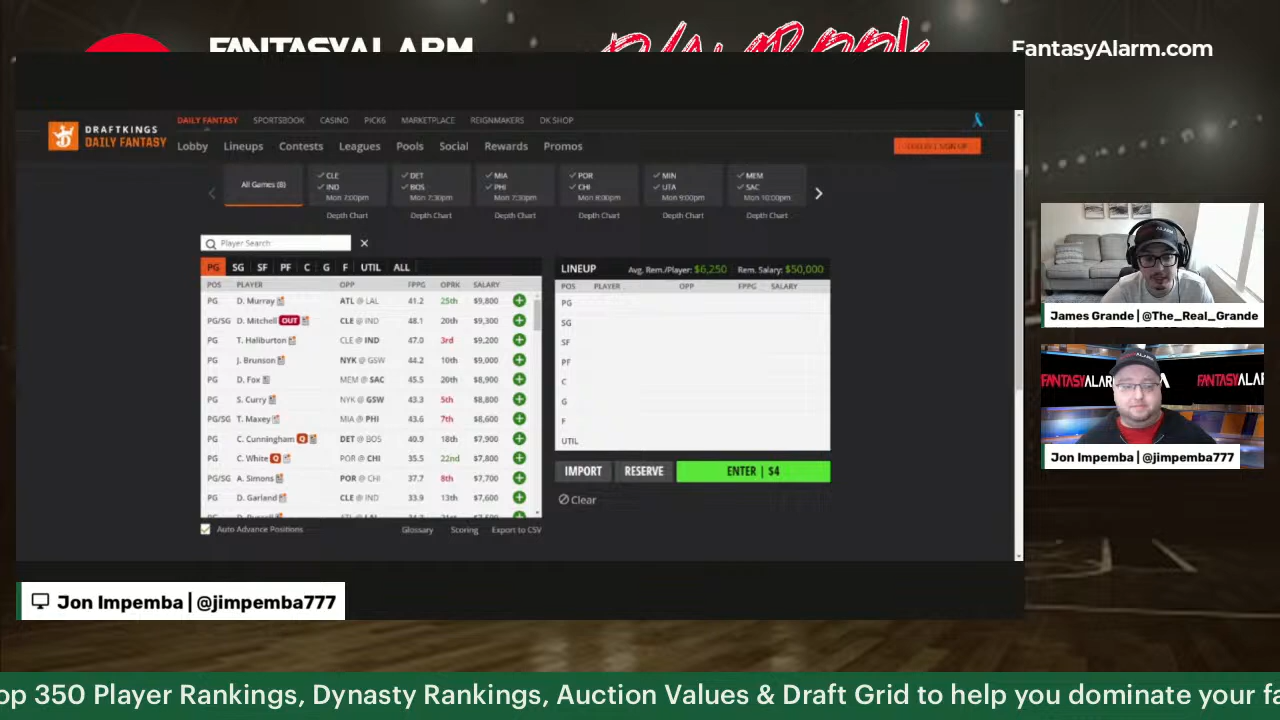 FANTASYALARM
PLAYBOOK
FantasyAlarm.com
DRAFTKINGS
DAILY FANTASY
DAILY FANTASY SPORTSBOOK CASINO PICK6 MARKETPLACE REIGNMAKERS DK SHOP
Lobby Lineups Contests Leagues Pools Social Rewards Promos
All Games (8)
CLE DET MIA POR MIN MEM
IND BOS PHI CHI UTA SAC
Mon 7:00pm Mon 7:30pm Mon 7:30pm Mon 8:00pm Mon 9:00pm Mon 10:00pm
Depth Chart Depth Chart Depth Chart Depth Chart Depth Chart Depth Chart
Player Search
PG SG SF PF C G F UTIL ALL
POS PLAYER OPP FPPG OPRK SALARY
PG D. Murray ATL @ LAL 41.2 25th $9,800
PG/SG D. Mitchell OUT CLE @ IND 48.1 20th $9,300
PG T. Haliburton CLE @ IND 47.0 3rd $9,200
PG J. Brunson NYK @ GSW 44.2 10th $9,000
PG D. Fox MEM @ SAC 45.5 20th $8,900
PG S. Curry NYK @ GSW 43.3 5th $8,800
PG/SG T. Maxey MIA @ PHI 43.6 7th $8,600
PG C. Cunningham Q DET @ BOS 40.9 18th $7,900
PG C. White Q POR @ CHI 35.5 22nd $7,800
PG/SG A. Simons POR @ CHI 37.7 8th $7,700
PG D. Garland CLE @ IND 33.9 13th $7,600
Auto Advance Positions Glossary Scoring Export to CSV
LINEUP Avg. Rem./Player: $6,250 Rem. Salary: $50,000
POS PLAYER OPP FPPG SALARY
PG
SG
SF
PF
C
G
F
UTIL
IMPORT RESERVE ENTER | $4
Clear
James Grande | @The_Real_Grande
FANTASYALA
Jon Impemba | @jimpemba777
Jon Impemba | @jimpemba777
op 350 Player Rankings, Dynasty Rankings, Auction Values & Draft Grid to help you dominate your fa